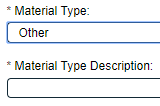 * Material Type:
Other
* Material Type Description: